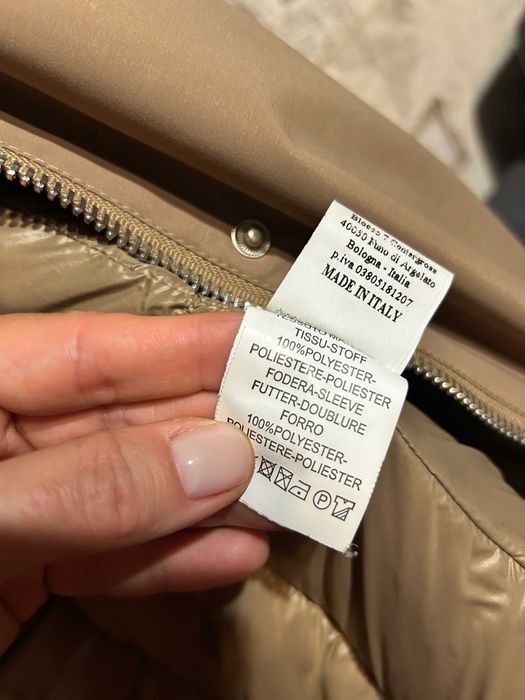 Blocco 7 Centergross
40050 Funo di Argelato
Bologna - Italia
p.iva 03805181207
MADE IN ITALY
TISSU-STOFF
100%POLYESTER-
POLIESTERE-POLIESTER
FODERA-SLEEVE
FUTTER-DOUBLURE
FORRO
100%POLYESTER-
POLIESTERE-POLIESTER
P